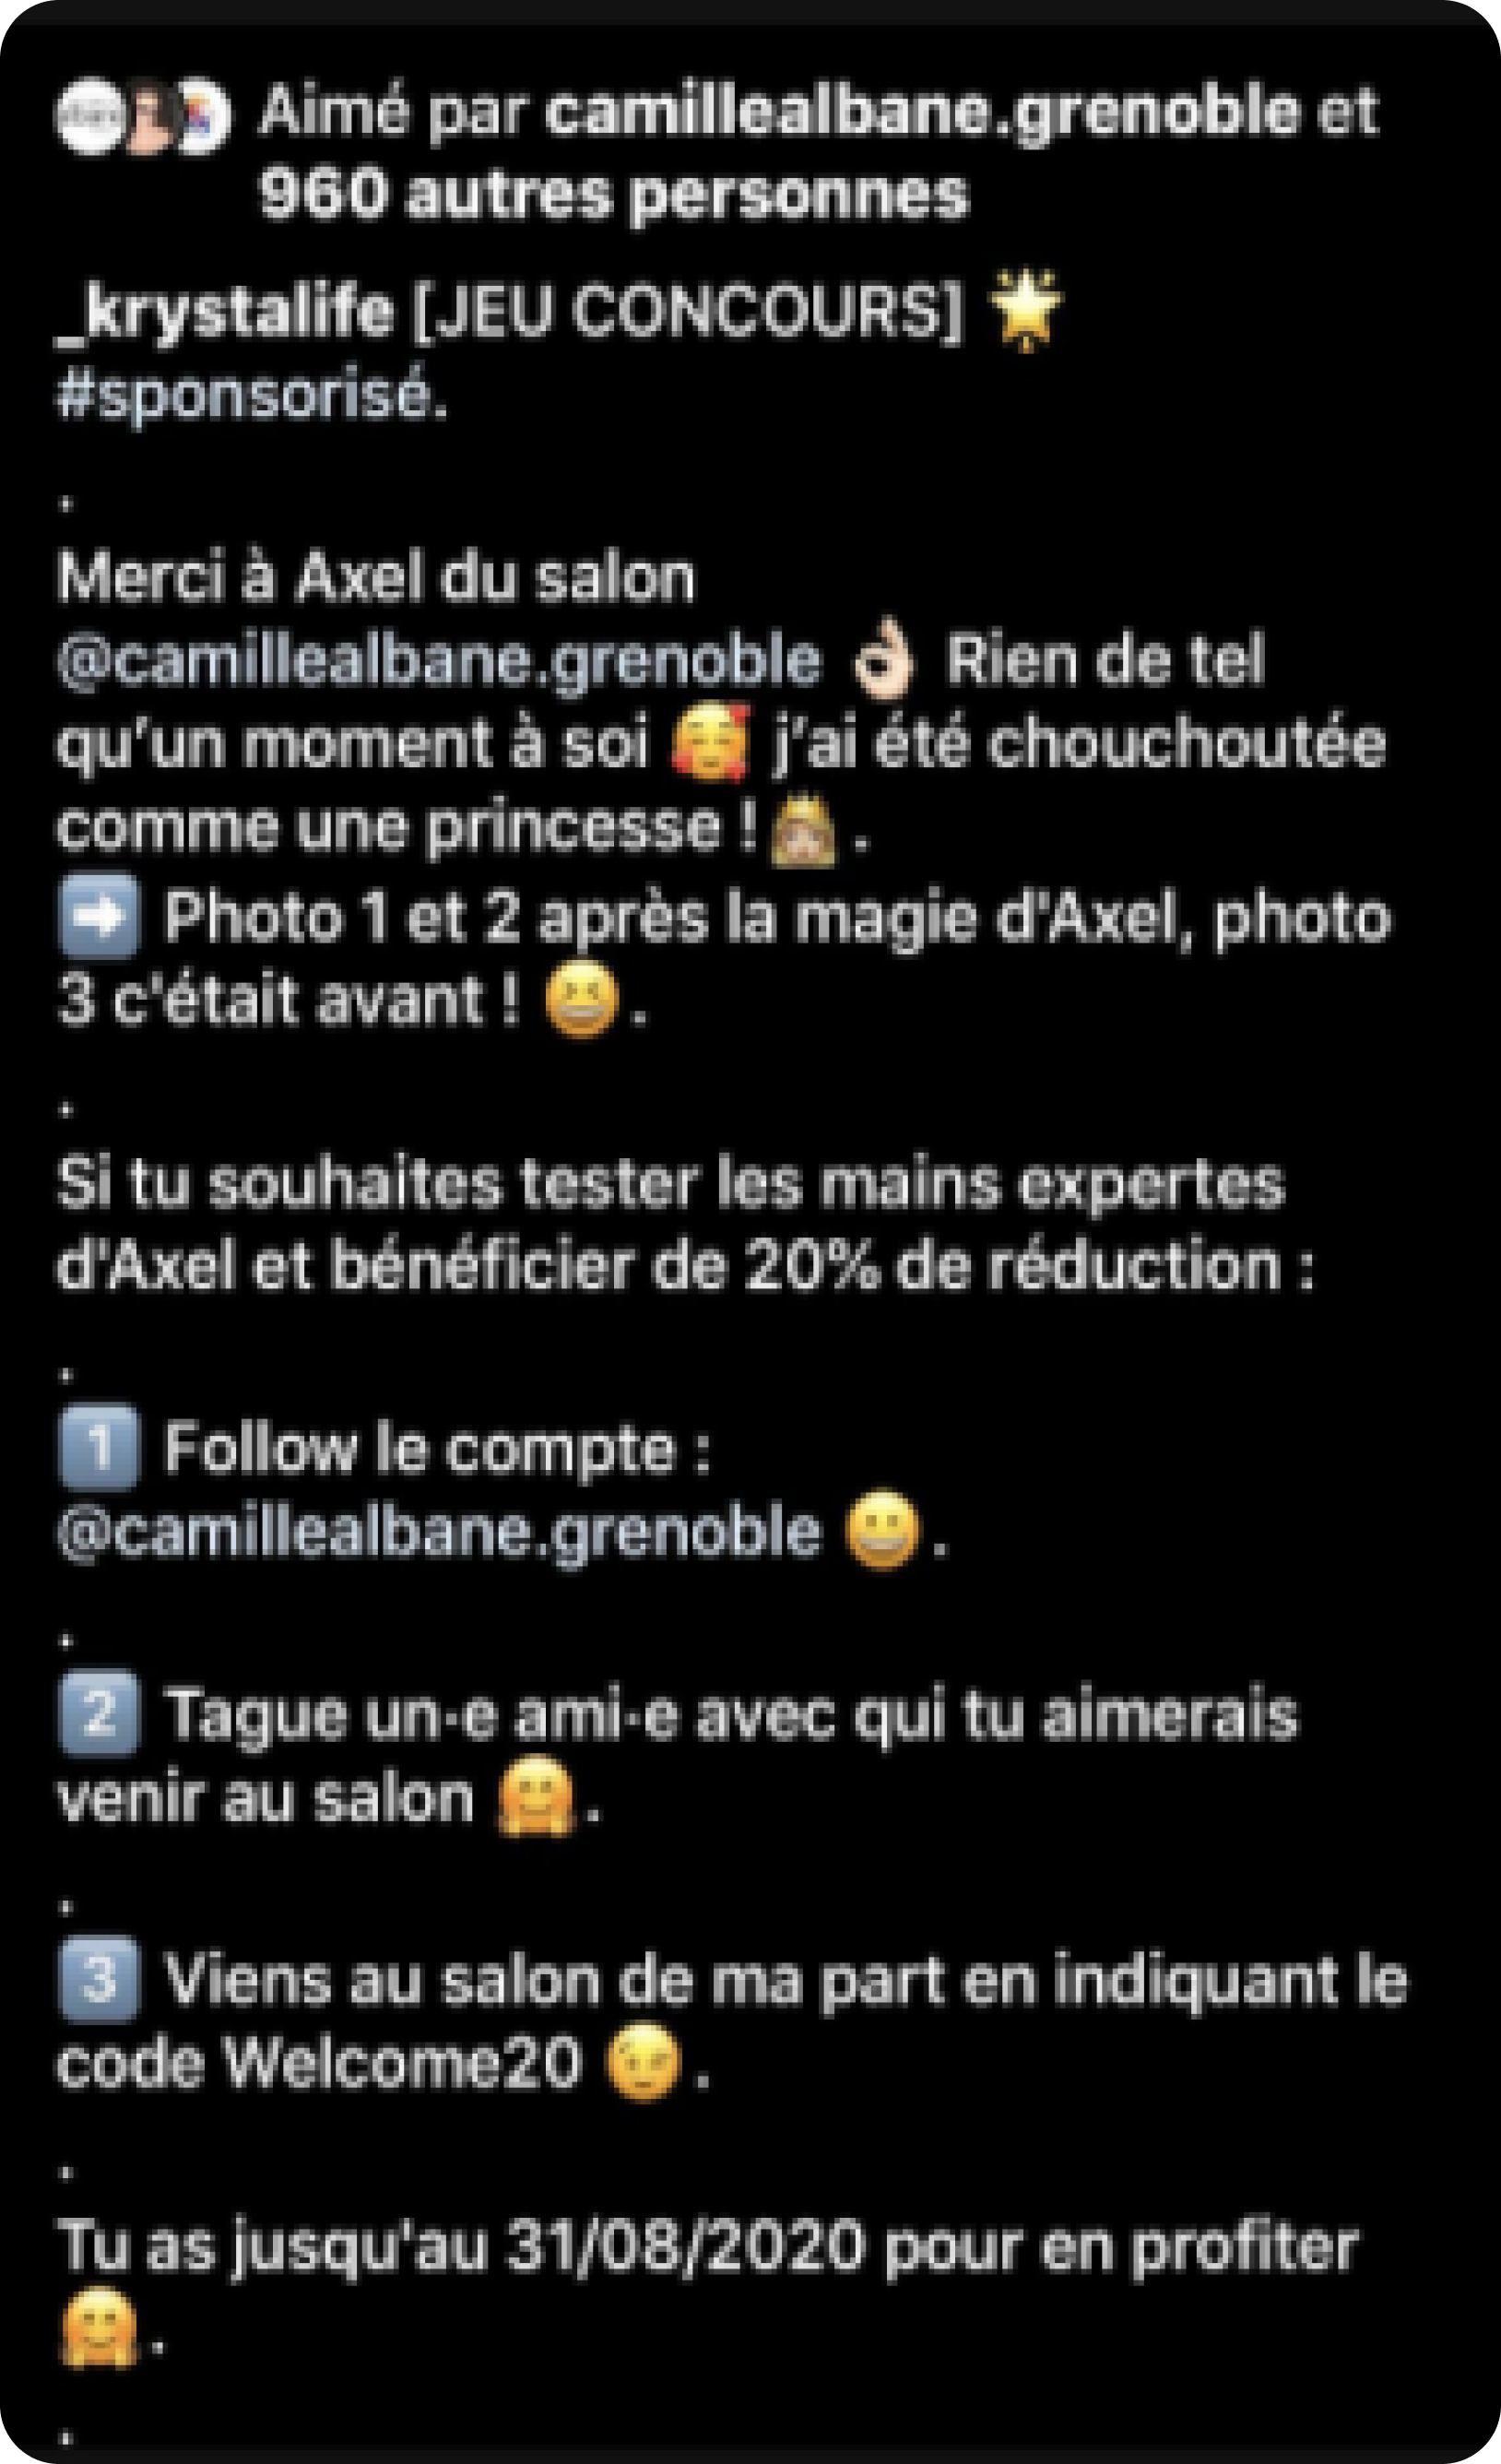 Aimé par camillealbane.grenoble et
960 autres personnes
_krystalife [JEU CONCOURS] 🌟
#sponsorisé.
.
Merci à Axel du salon
@camillealbane.grenoble 👌🏻 Rien de tel
qu’un moment à soi 🥰 j’ai été chouchoutée
comme une princesse !👸🏼.
➡️ Photo 1 et 2 après la magie d'Axel, photo
3 c'était avant ! 😆.
.
Si tu souhaites tester les mains expertes
d'Axel et bénéficier de 20% de réduction :
.
1️⃣ Follow le compte :
@camillealbane.grenoble 😀.
.
2️⃣ Tague un·e ami·e avec qui tu aimerais
venir au salon 🤗.
.
3️⃣ Viens au salon de ma part en indiquant le
code Welcome20 😉.
.
Tu as jusqu'au 31/08/2020 pour en profiter
🤗.
.